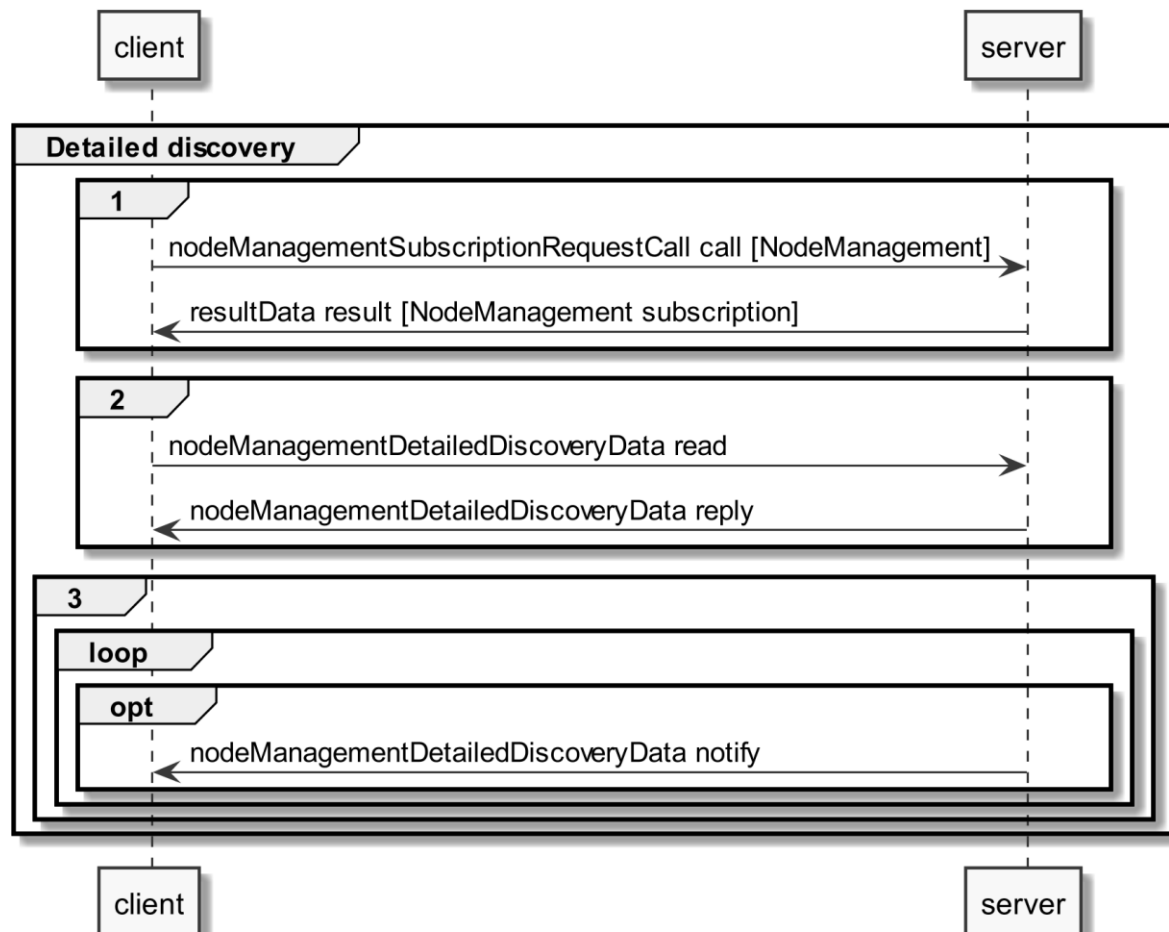 client
server
Detailed discovery
1
nodeManagementSubscriptionRequestCall call [NodeManagement]
resultData result [NodeManagement subscription]
2
nodeManagementDetailedDiscoveryData read
nodeManagementDetailedDiscoveryData reply
3
loop
opt
nodeManagementDetailedDiscoveryData notify
client
server